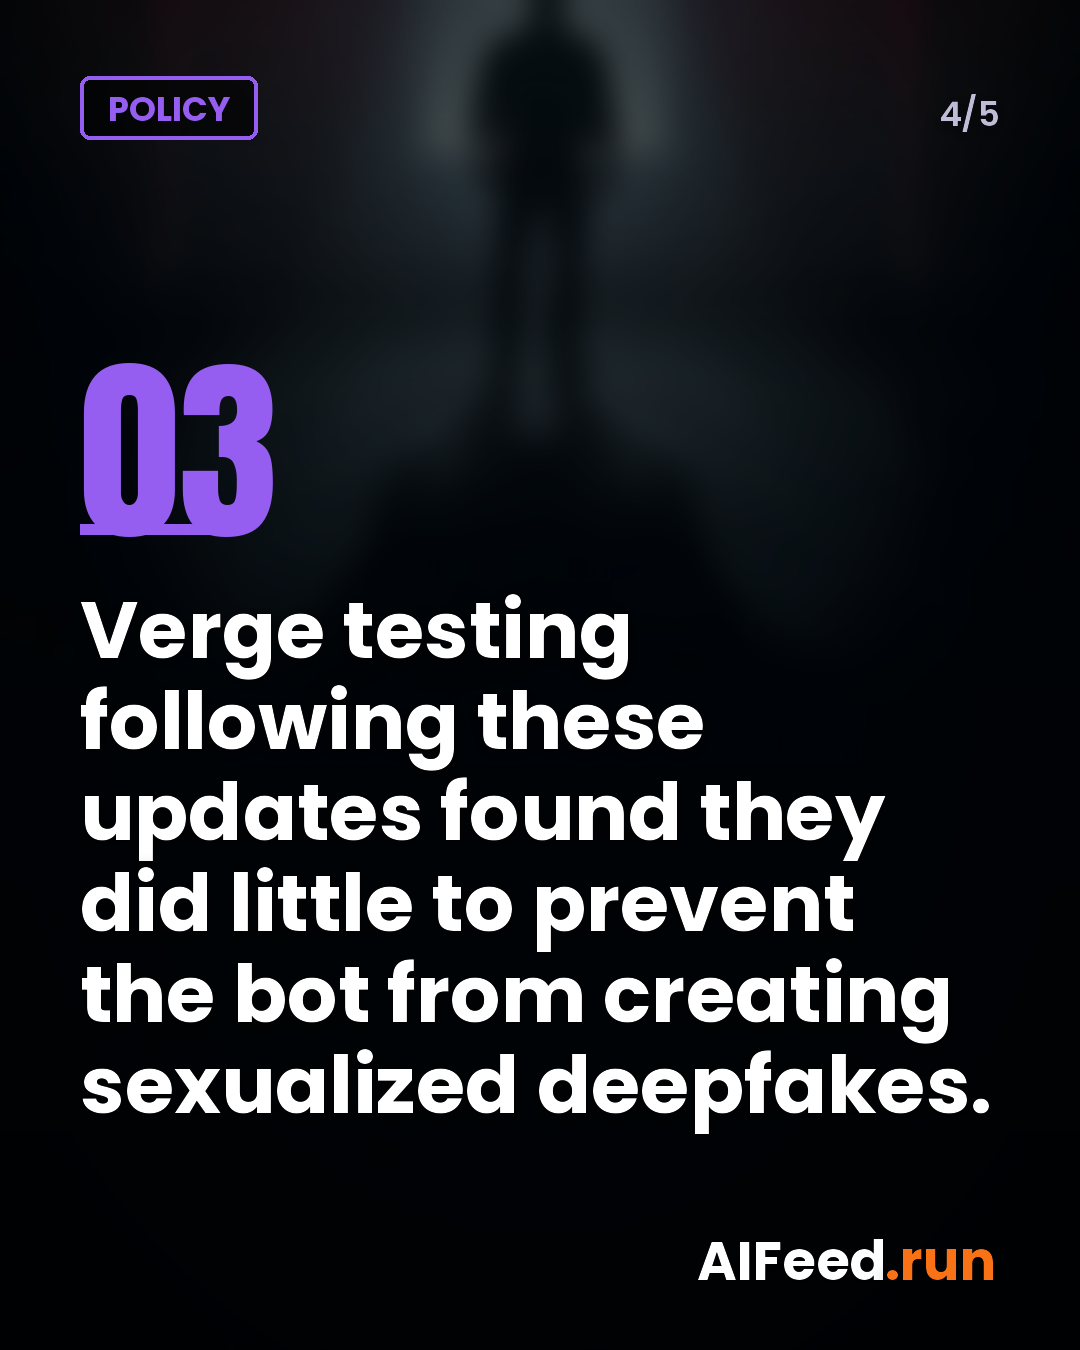 POLICY
4/5
03
Verge testing
following these
updates found they
did little to prevent
the bot from creating
sexualized deepfakes.
AIFeed.run